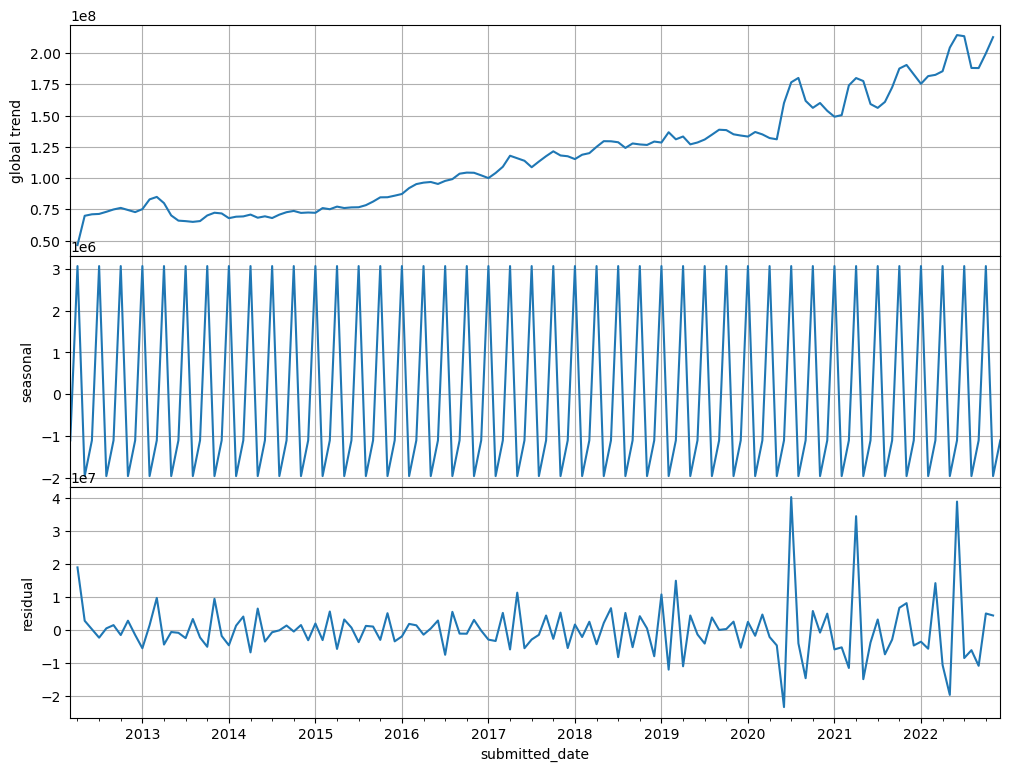 1e8
2.00
1.75
1.50
1.25
1.00
0.75
0.50
global trend
1e6
3
2
1
0
−1
−2
seasonal
1e7
4
3
2
1
0
−1
−2
residual
2013 2014 2015 2016 2017 2018 2019 2020 2021 2022
submitted_date